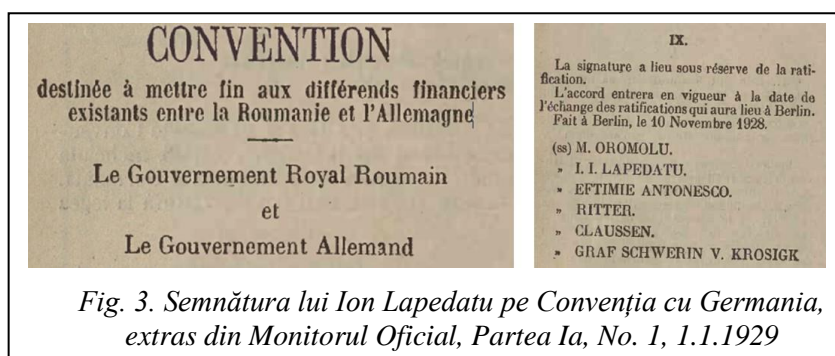 CONVENTION
destinée à mettre fin aux différends financiers
existants entre la Roumanie et l'Allemagne
Le Gouvernement Royal Roumain
et
Le Gouvernement Allemand
IX.
La signature a lieu sous réserve de la rati-
fication.
L'accord entrera en vigueur à la date de
l'échange des ratifications qui aura lieu à Berlin.
Fait à Berlin, le 10 Novembre 1928.
(ss) M. OROMOLU.
» I. I. LAPEDATU.
» EFTIMIE ANTONESCO.
» RITTER.
» CLAUSSEN.
» GRAF SCHWERIN V. KROSIGK
Fig. 3. Semnătura lui Ion Lapedatu pe Convenția cu Germania,
extras din Monitorul Oficial, Partea Ia, No. 1, 1.1.1929